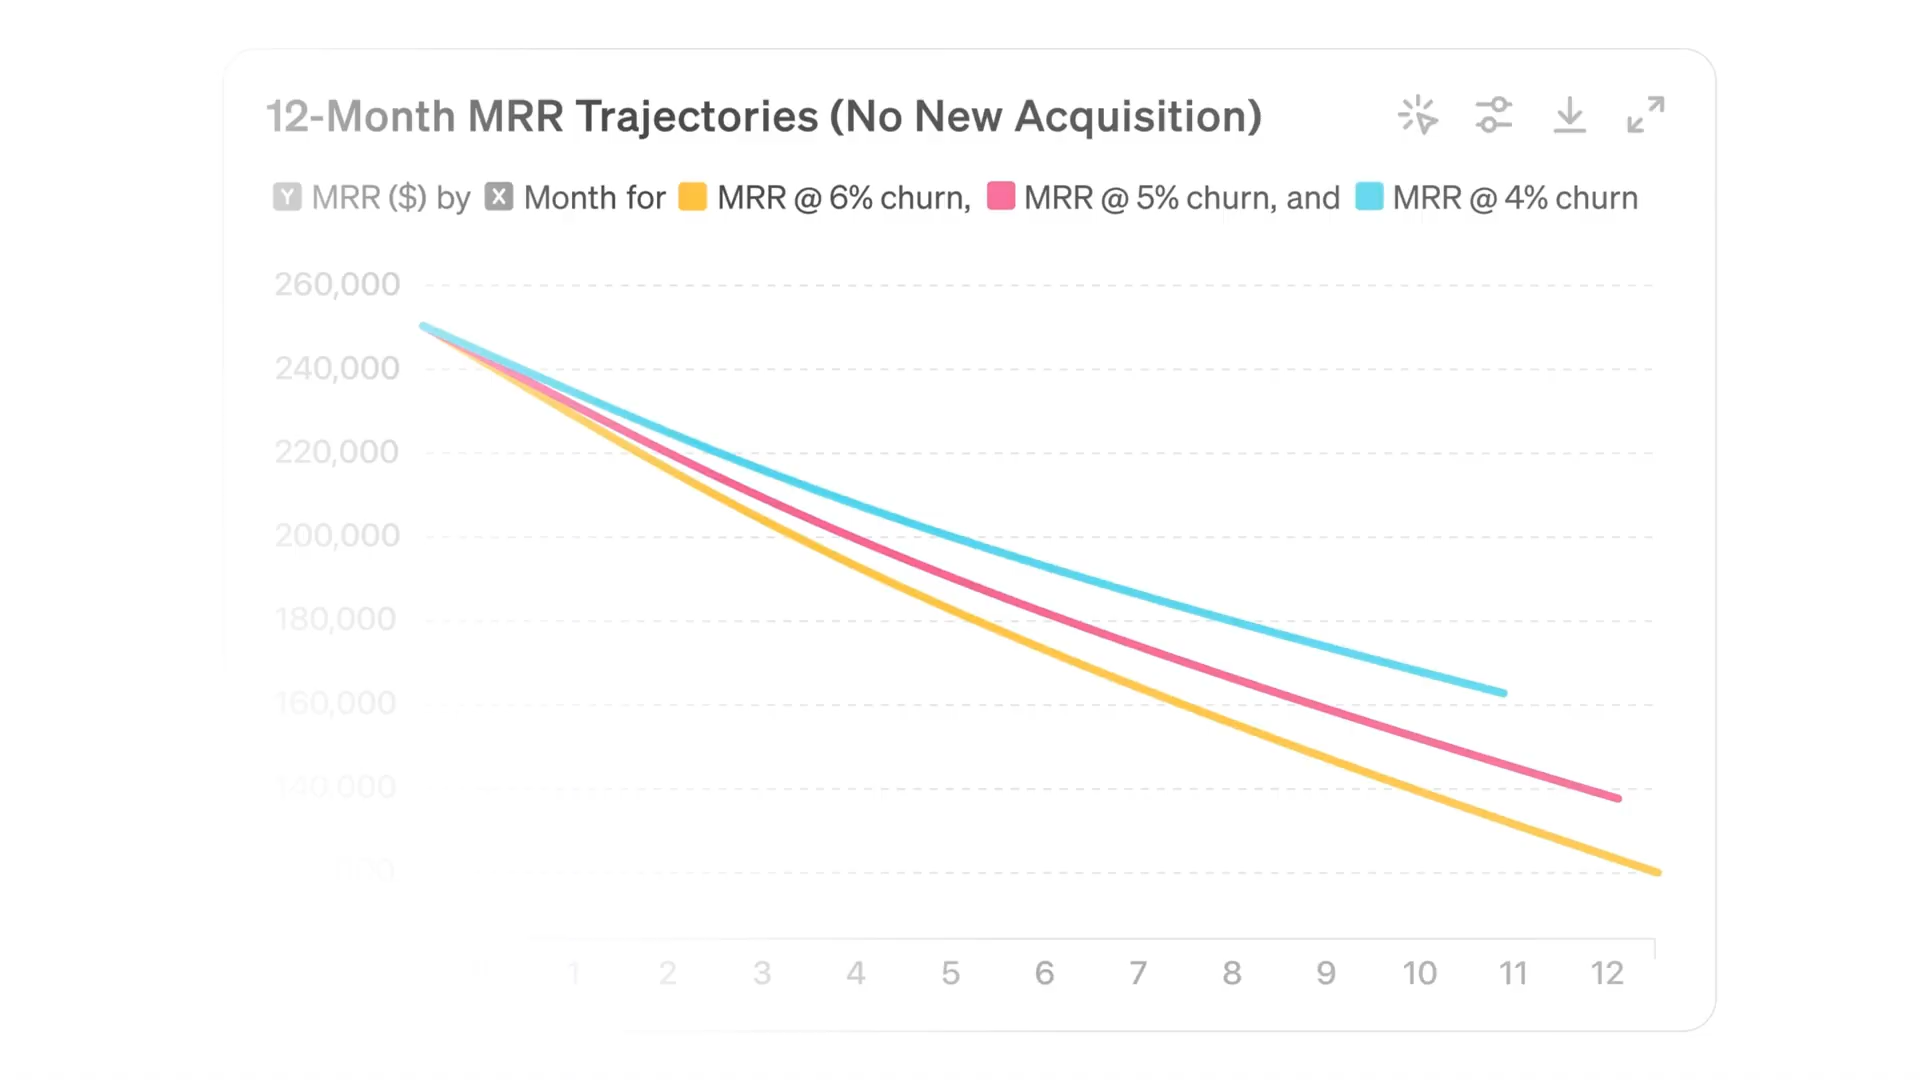 12-Month MRR Trajectories (No New Acquisition)
Y MRR ($) by X Month for MRR @ 6% churn, MRR @ 5% churn, and MRR @ 4% churn
260,000
240,000
220,000
200,000
180,000
160,000
140,000
1 2 3 4 5 6 7 8 9 10 11 12